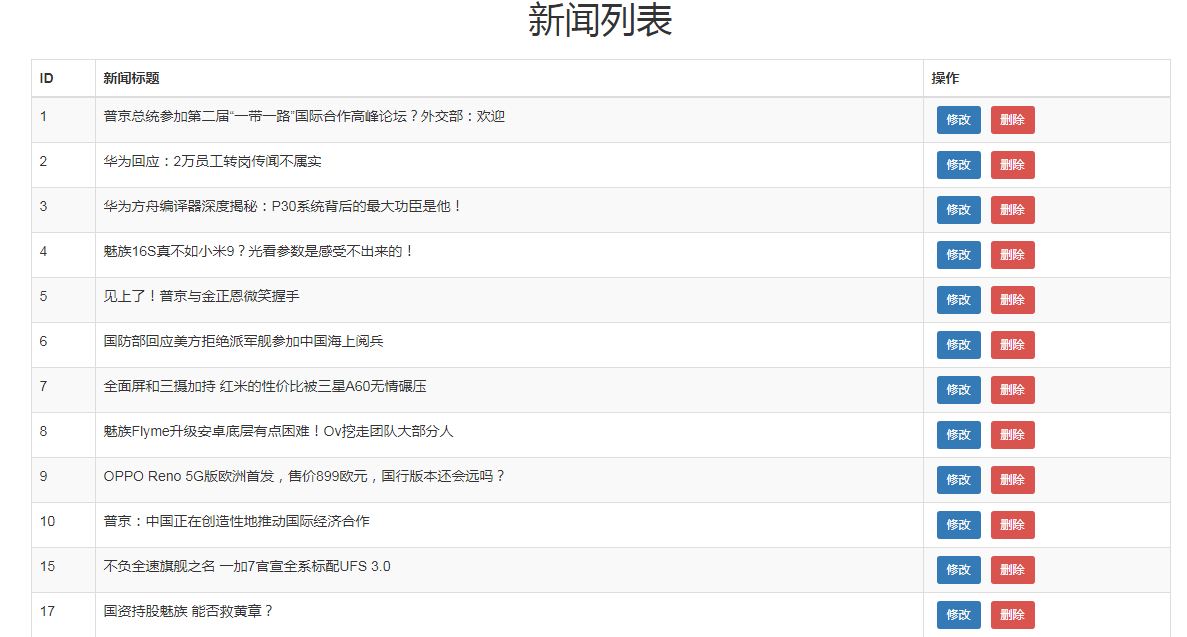 新闻列表
ID 新闻标题 操作
1 普京总统参加第二届“一带一路”国际合作高峰论坛？外交部：欢迎 修改 删除
2 华为回应：2万员工转岗传闻不属实 修改 删除
3 华为方舟编译器深度揭秘：P30系统背后的最大功臣是他！ 修改 删除
4 魅族16S真不如小米9？光看参数是感受不出来的！ 修改 删除
5 见上了！普京与金正恩微笑握手 修改 删除
6 国防部回应美方拒绝派军舰参加中国海上阅兵 修改 删除
7 全面屏和三摄加持 红米的性价比被三星A60无情碾压 修改 删除
8 魅族Flyme升级安卓底层有点困难！Ov挖走团队大部分人 修改 删除
9 OPPO Reno 5G版欧洲首发，售价899欧元，国行版本还会远吗？ 修改 删除
10 普京：中国正在创造性地推动国际经济合作 修改 删除
15 不负全速旗舰之名 一加7官宣全系标配UFS 3.0 修改 删除
17 国资持股魅族 能否救黄章？ 修改 删除